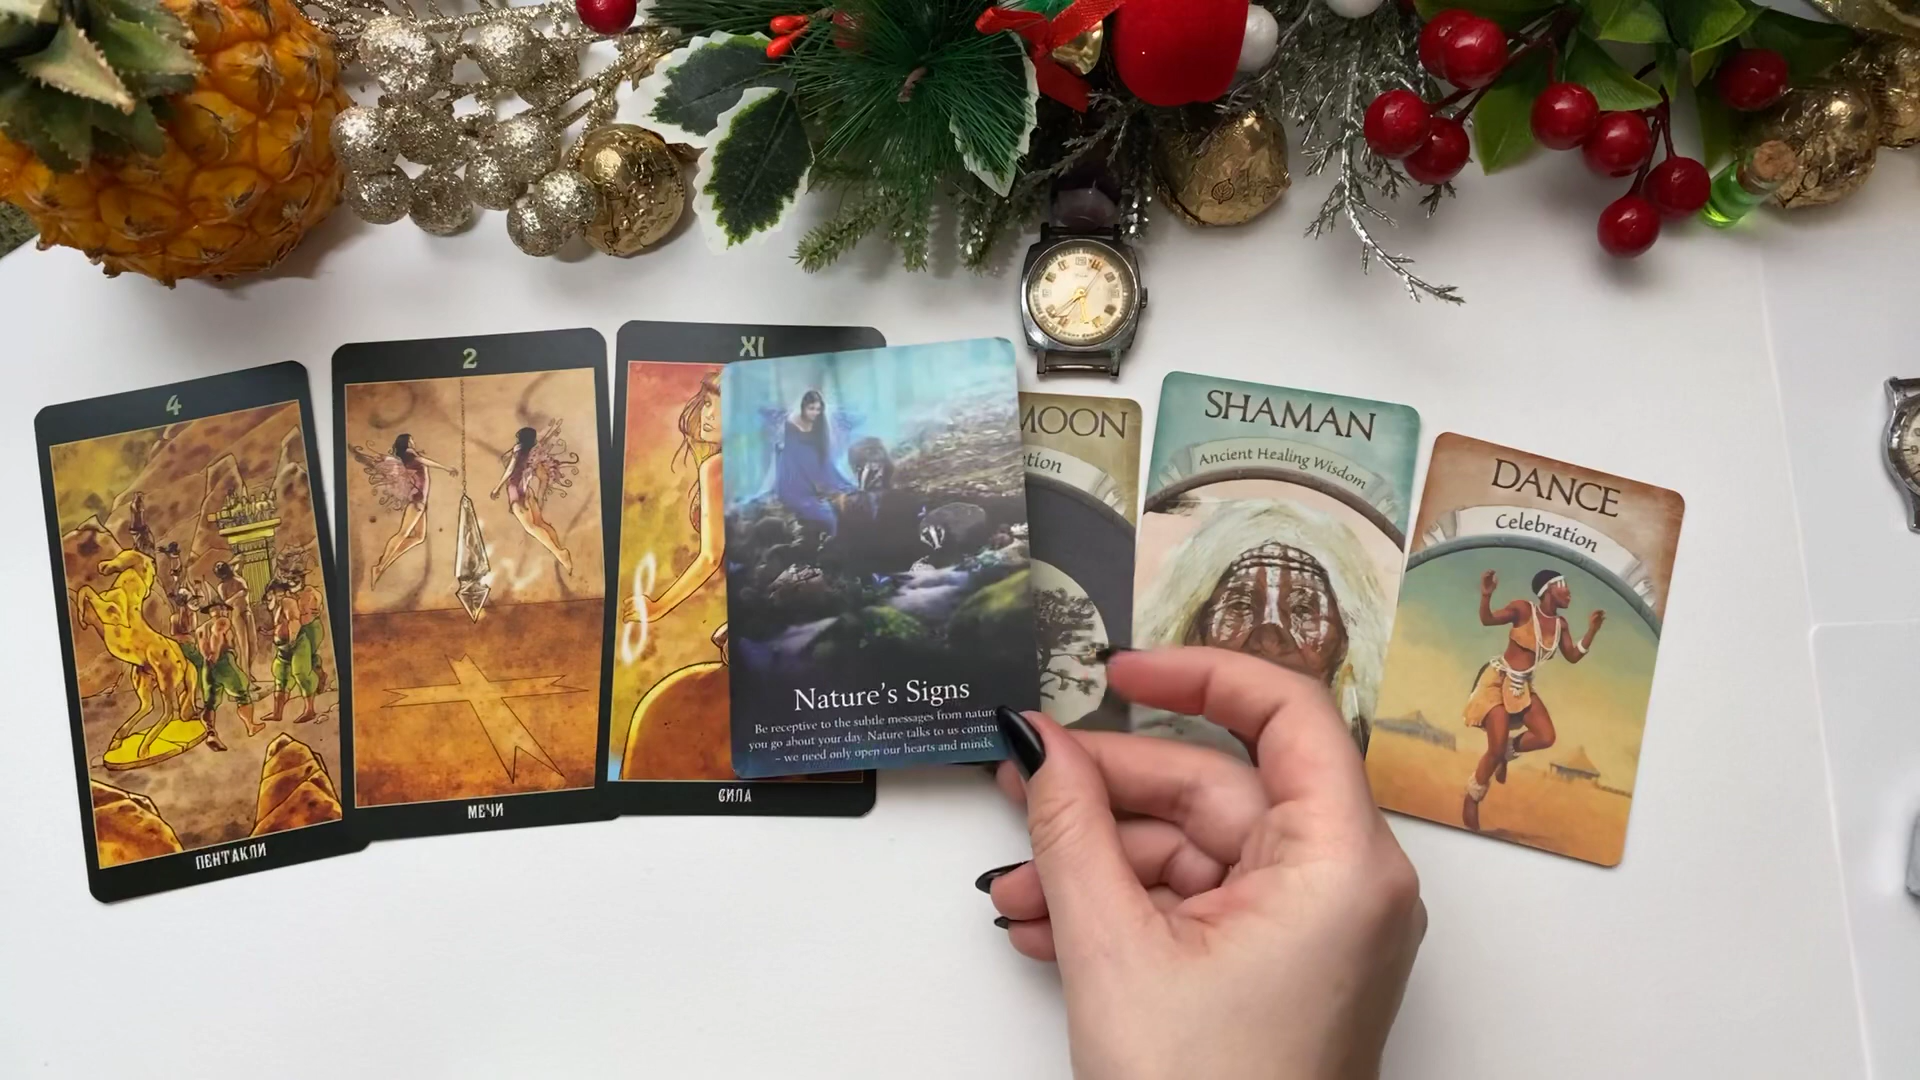 4
ПЕНТАКЛИ
2
МЕЧИ
XI
СИЛА
Nature's Signs
Be receptive to the subtle messages from nature
you go about your day. Nature talks to us
– we need only open our hearts and minds.
MOON
SHAMAN
Ancient Healing Wisdom
DANCE
Celebration